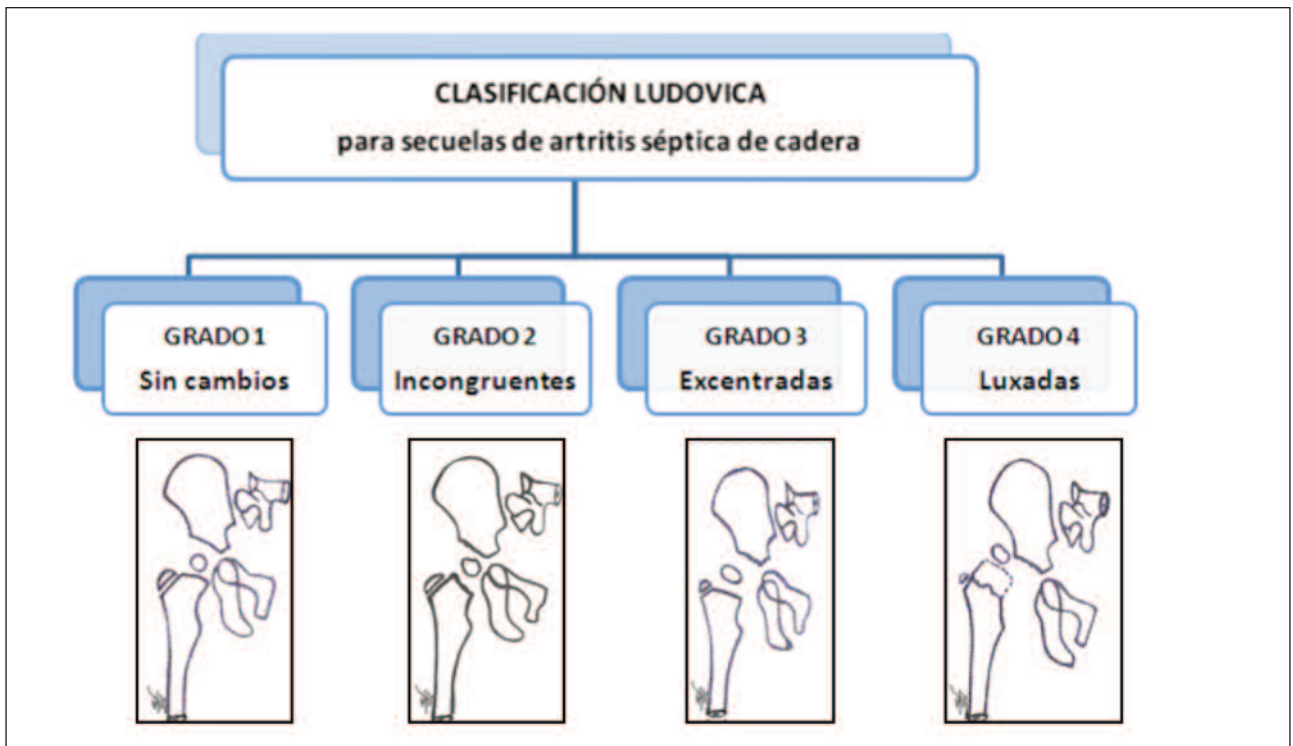 CLASIFICACIÓN LUDOVICA
para secuelas de artritis séptica de cadera
GRADO 1
Sin cambios
GRADO 2
Incongruentes
GRADO 3
Excentradas
GRADO 4
Luxadas